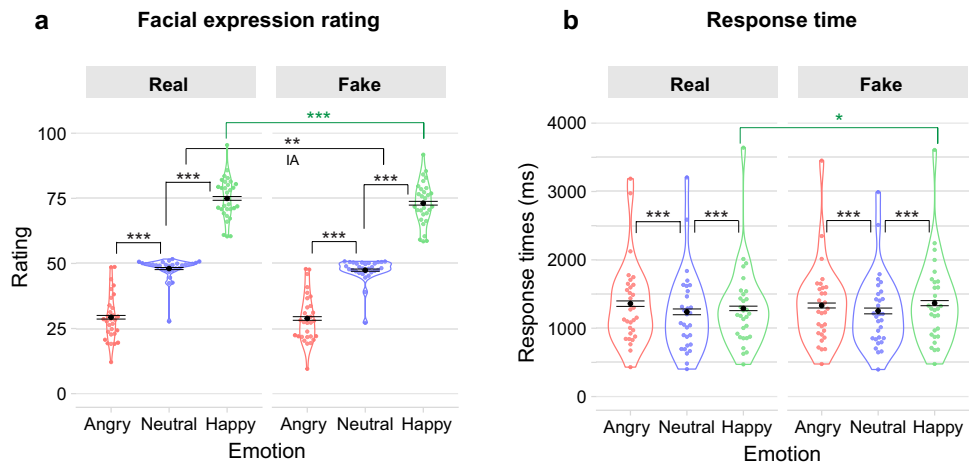 a Facial expression rating
Real Fake
***
**
IA
*** ***
*** ***
100
75
50
25
0
Rating
Angry Neutral Happy Angry Neutral Happy
Emotion
b Response time
Real Fake
*
*** *** *** ***
4000
3000
2000
1000
0
Response times (ms)
Angry Neutral Happy Angry Neutral Happy
Emotion